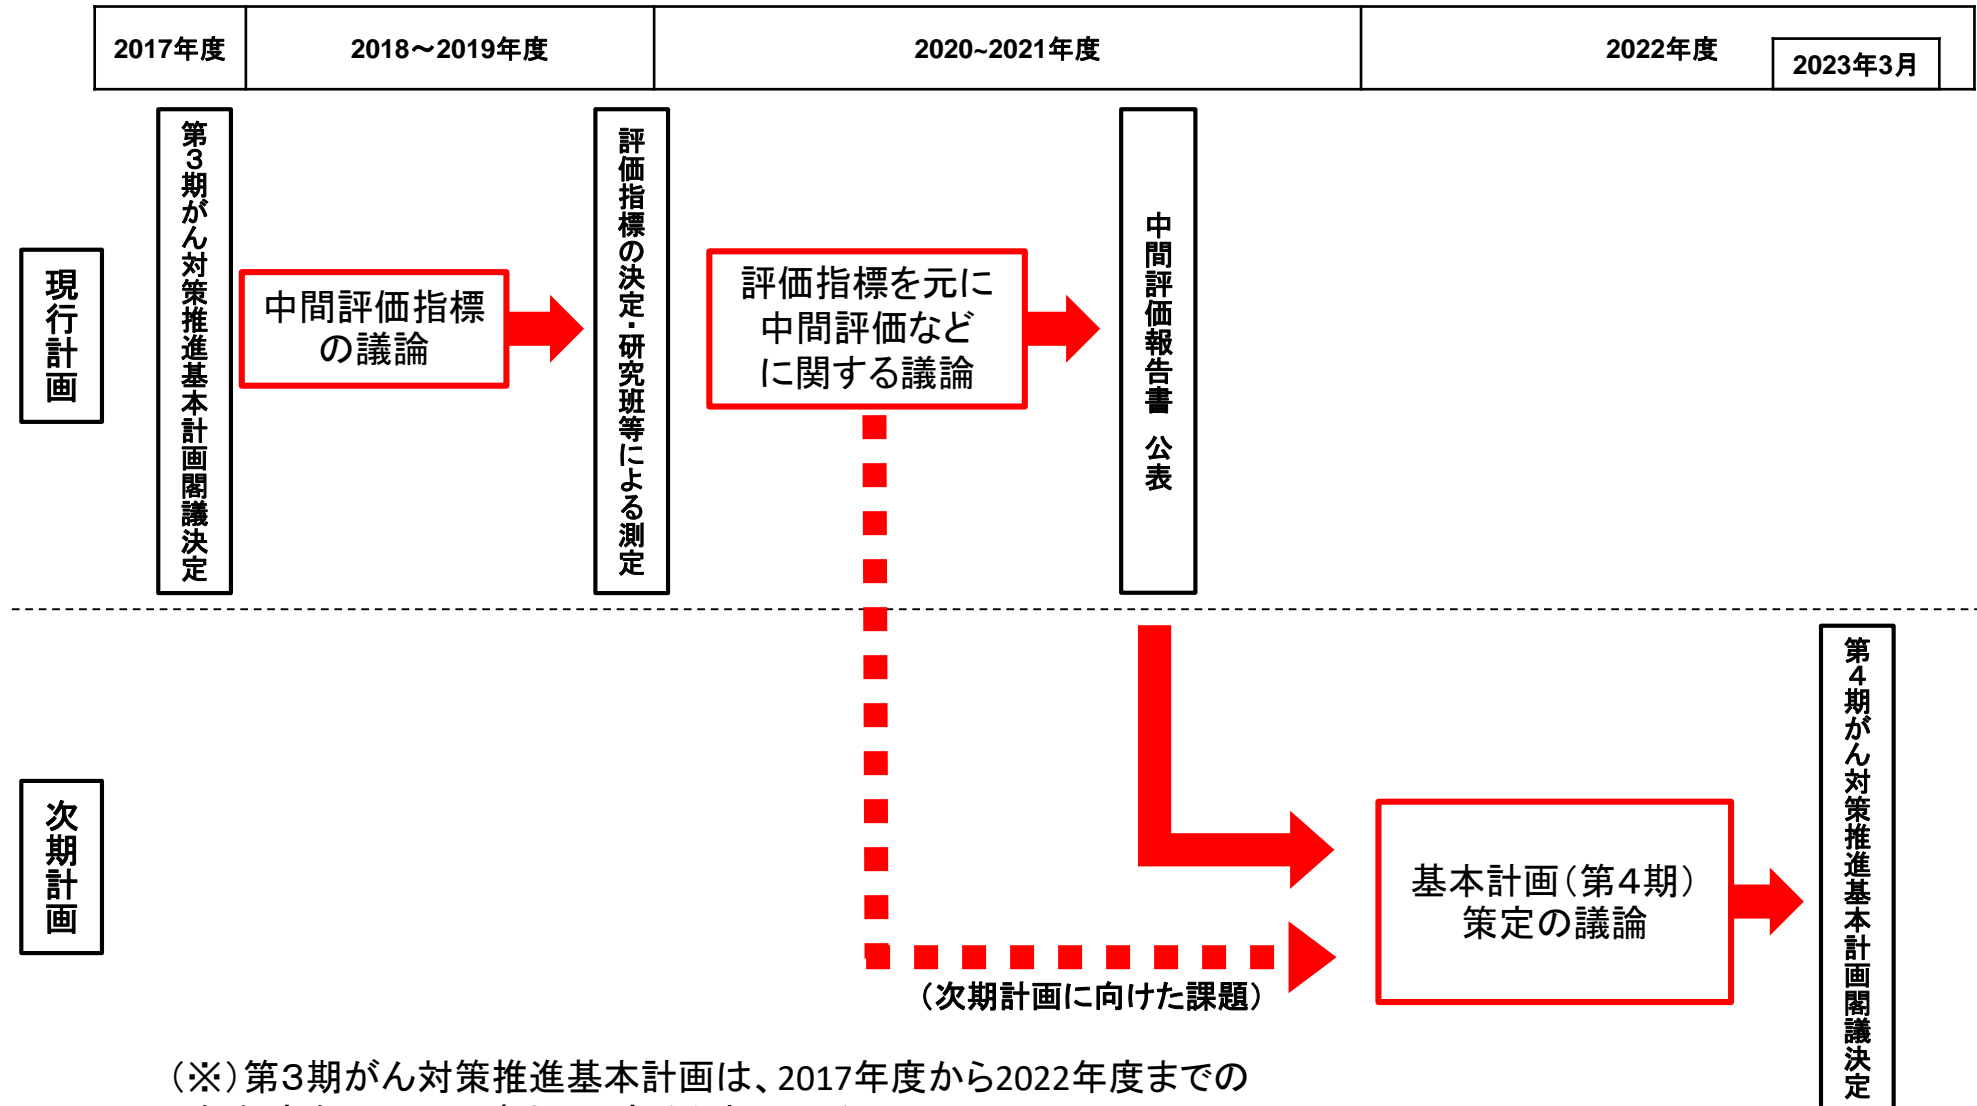 2017年度
2018～2019年度
2020~2021年度
2022年度
2023年3月
現行計画
第3期がん対策推進基本計画閣議決定
中間評価指標
の議論
評価指標の決定・研究班等による測定
評価指標を元に
中間評価など
に関する議論
中間評価報告書 公表
次期計画
基本計画（第4期）
策定の議論
第4期がん対策推進基本計画閣議決定
（次期計画に向けた課題）
（※）第3期がん対策推進基本計画は、2017年度から2022年度までの